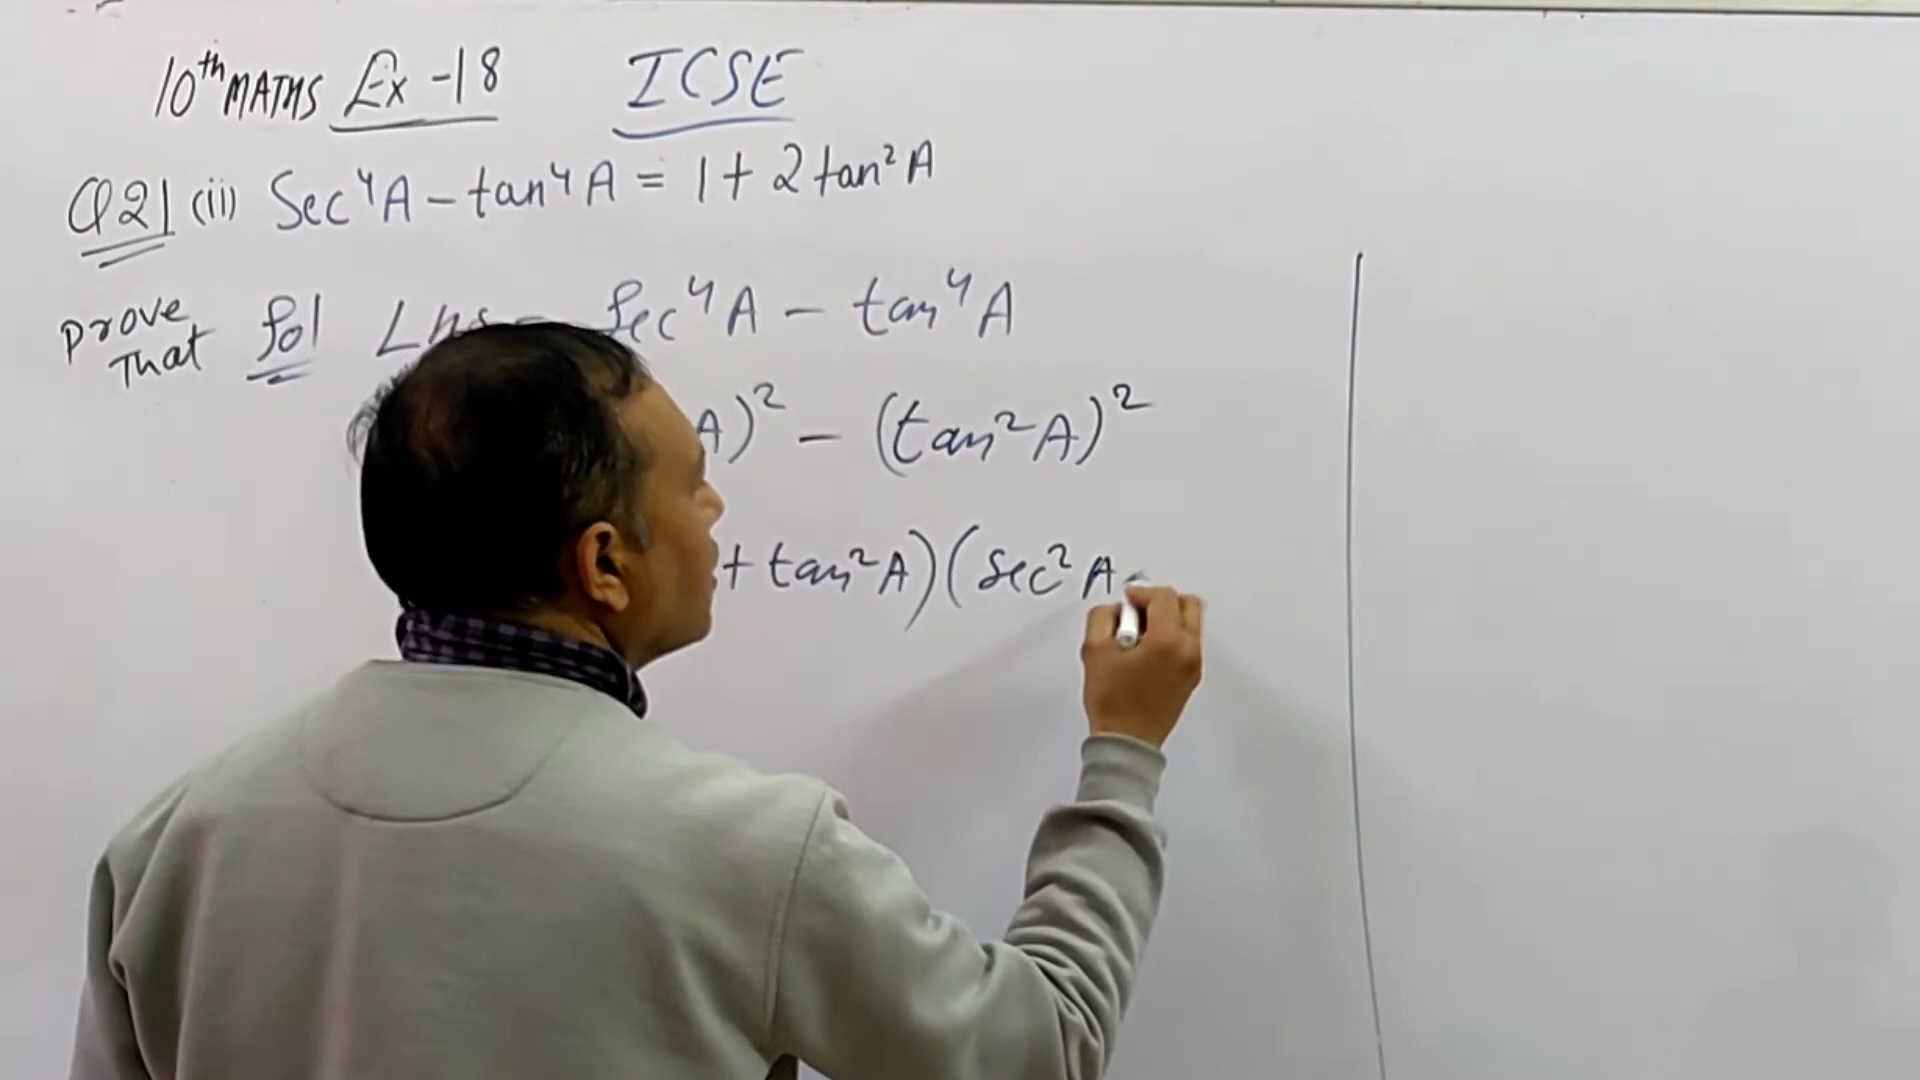 10th MATHS Ex-18 ICSE
Q21 (ii) Sec⁴A - tan⁴A = 1 + 2 tan²A
Prove That Sol Lhs = Sec⁴A - tan⁴A
A)² - (tan²A)²
+ tan²A)(Sec²A